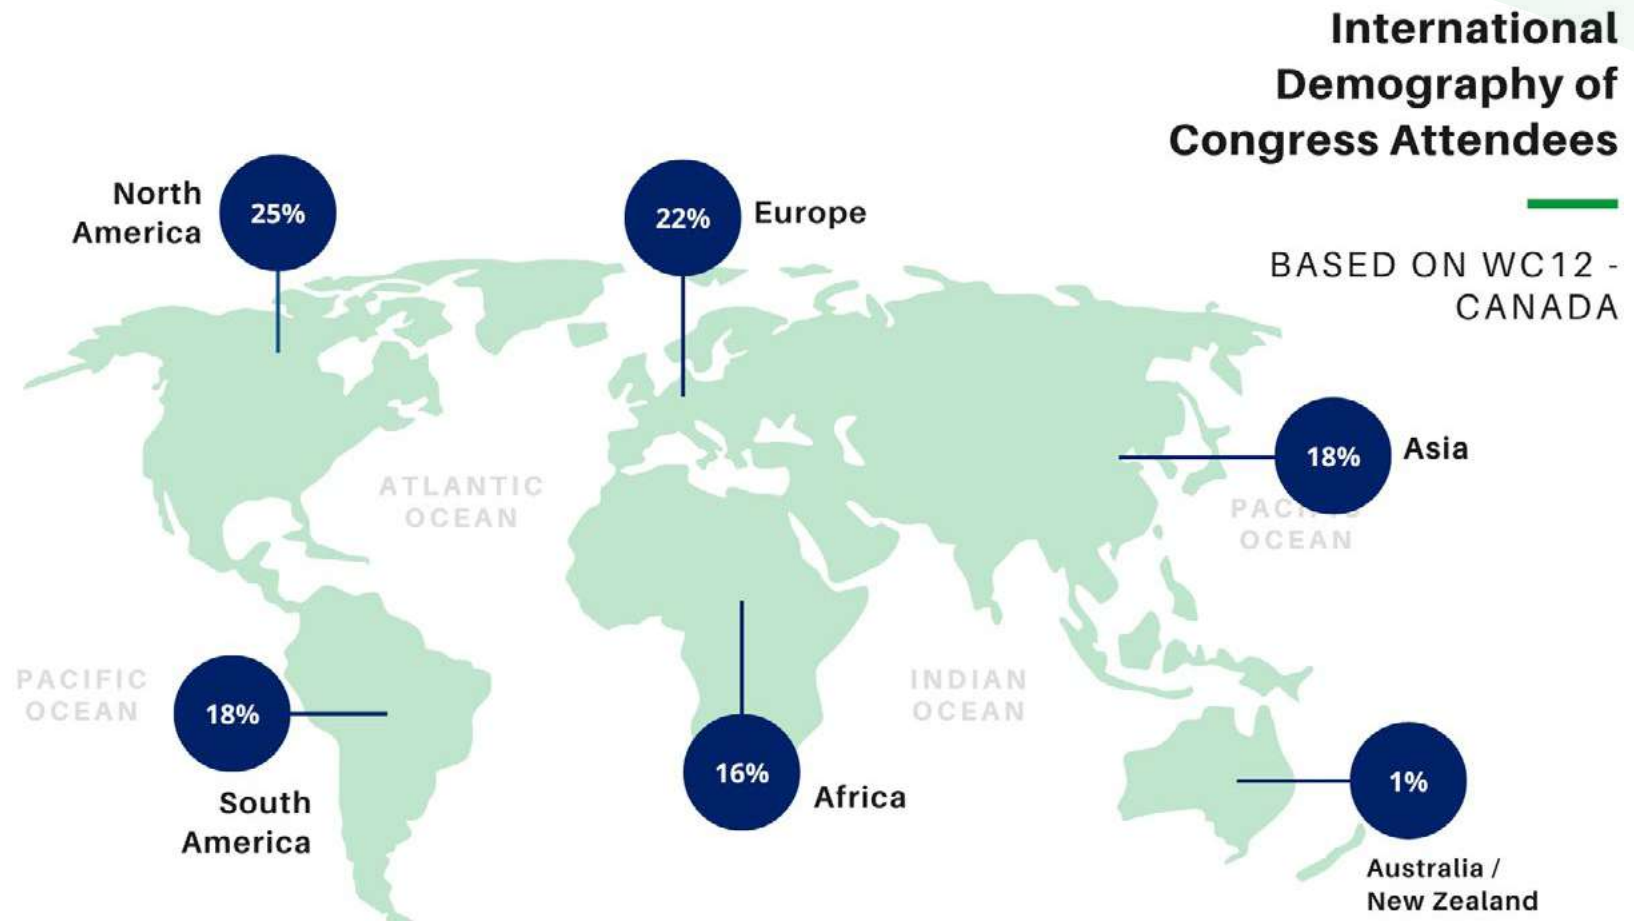 International
Demography of
Congress Attendees
BASED ON WC12 -
CANADA
North
America
25%
22%
Europe
18%
Asia
ATLANTIC
OCEAN
OCEAN
PACIFIC
OCEAN
18%
South
America
16%
Africa
INDIAN
OCEAN
1%
Australia /
New Zealand